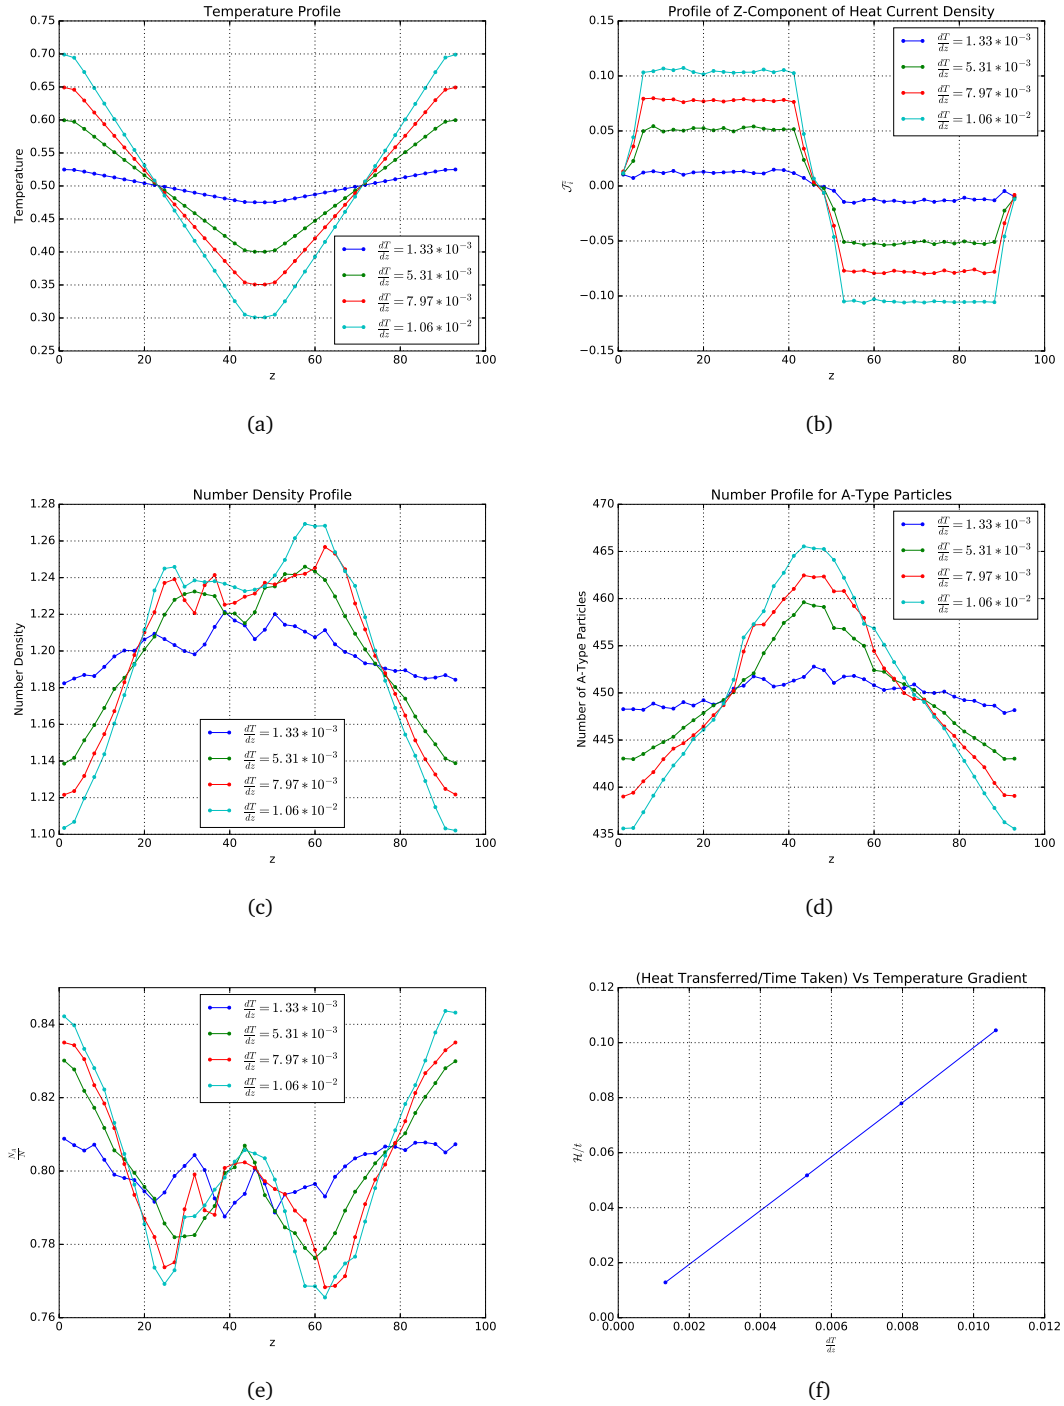 Temperature Profile
0.70
0.65
0.60
0.55
0.50
0.45
0.40
0.35
0.30
0.25
Temperature
dT/dz = 1.33 * 10^-3
dT/dz = 5.31 * 10^-3
dT/dz = 7.97 * 10^-3
dT/dz = 1.06 * 10^-2
0 20 40 60 80 100
z
(a)
Profile of Z-Component of Heat Current Density
0.15
0.10
0.05
0.00
−0.05
−0.10
−0.15
dT/dz = 1.33 * 10^-3
dT/dz = 5.31 * 10^-3
dT/dz = 7.97 * 10^-3
dT/dz = 1.06 * 10^-2
0 20 40 60 80 100
z
(b)
Number Density Profile
1.28
1.26
1.24
1.22
1.20
1.18
1.16
1.14
1.12
1.10
Number Density
dT/dz = 1.33 * 10^-3
dT/dz = 5.31 * 10^-3
dT/dz = 7.97 * 10^-3
dT/dz = 1.06 * 10^-2
0 20 40 60 80 100
z
(c)
Number Profile for A-Type Particles
470
465
460
455
450
445
440
435
Number of A-Type Particles
dT/dz = 1.33 * 10^-3
dT/dz = 5.31 * 10^-3
dT/dz = 7.97 * 10^-3
dT/dz = 1.06 * 10^-2
0 20 40 60 80 100
z
(d)
0.84
0.82
0.80
0.78
0.76
dT/dz = 1.33 * 10^-3
dT/dz = 5.31 * 10^-3
dT/dz = 7.97 * 10^-3
dT/dz = 1.06 * 10^-2
0 20 40 60 80 100
z
(e)
(Heat Transferred/Time Taken) Vs Temperature Gradient
0.12
0.10
0.08
0.06
0.04
0.02
0.00
H/t
0.000 0.002 0.004 0.006 0.008 0.010 0.012
dT/dz
(f)